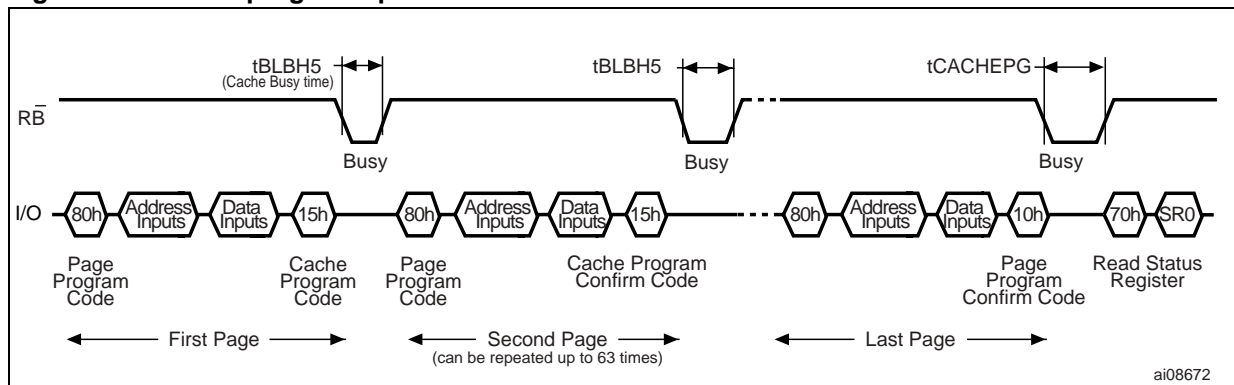 tBLBH5
(Cache Busy time)
tBLBH5
tCACHEPG
RB̅
Busy
Busy
Busy
I/O
80h
Address
Inputs
Data
Inputs
15h
80h
Address
Inputs
Data
Inputs
15h
80h
Address
Inputs
Data
Inputs
10h
70h
SR0
Page
Program
Code
Cache
Program
Code
Page
Program
Code
Cache Program
Confirm Code
Page
Program
Confirm Code
Read Status
Register
First Page
Second Page
(can be repeated up to 63 times)
Last Page
ai08672